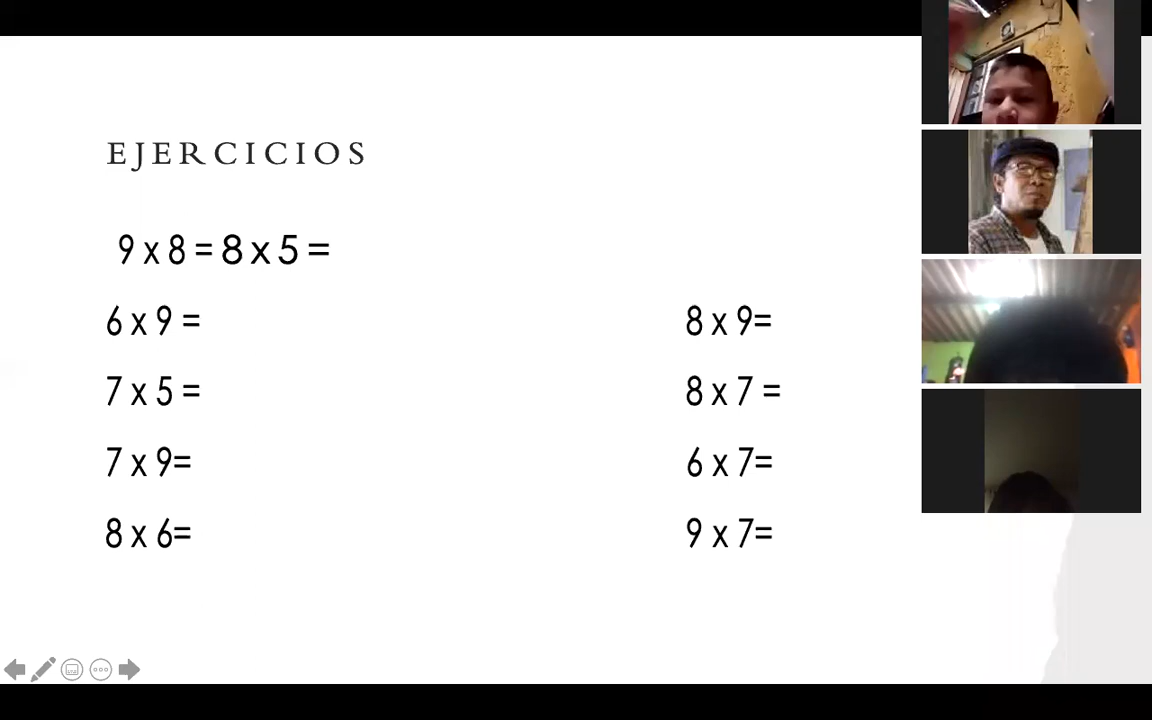 EJERCICIOS
9 x 8 = 8 x 5 =
6 x 9 =
7 x 5 =
7 x 9=
8 x 6=
8 x 9=
8 x 7 =
6 x 7=
9 x 7=